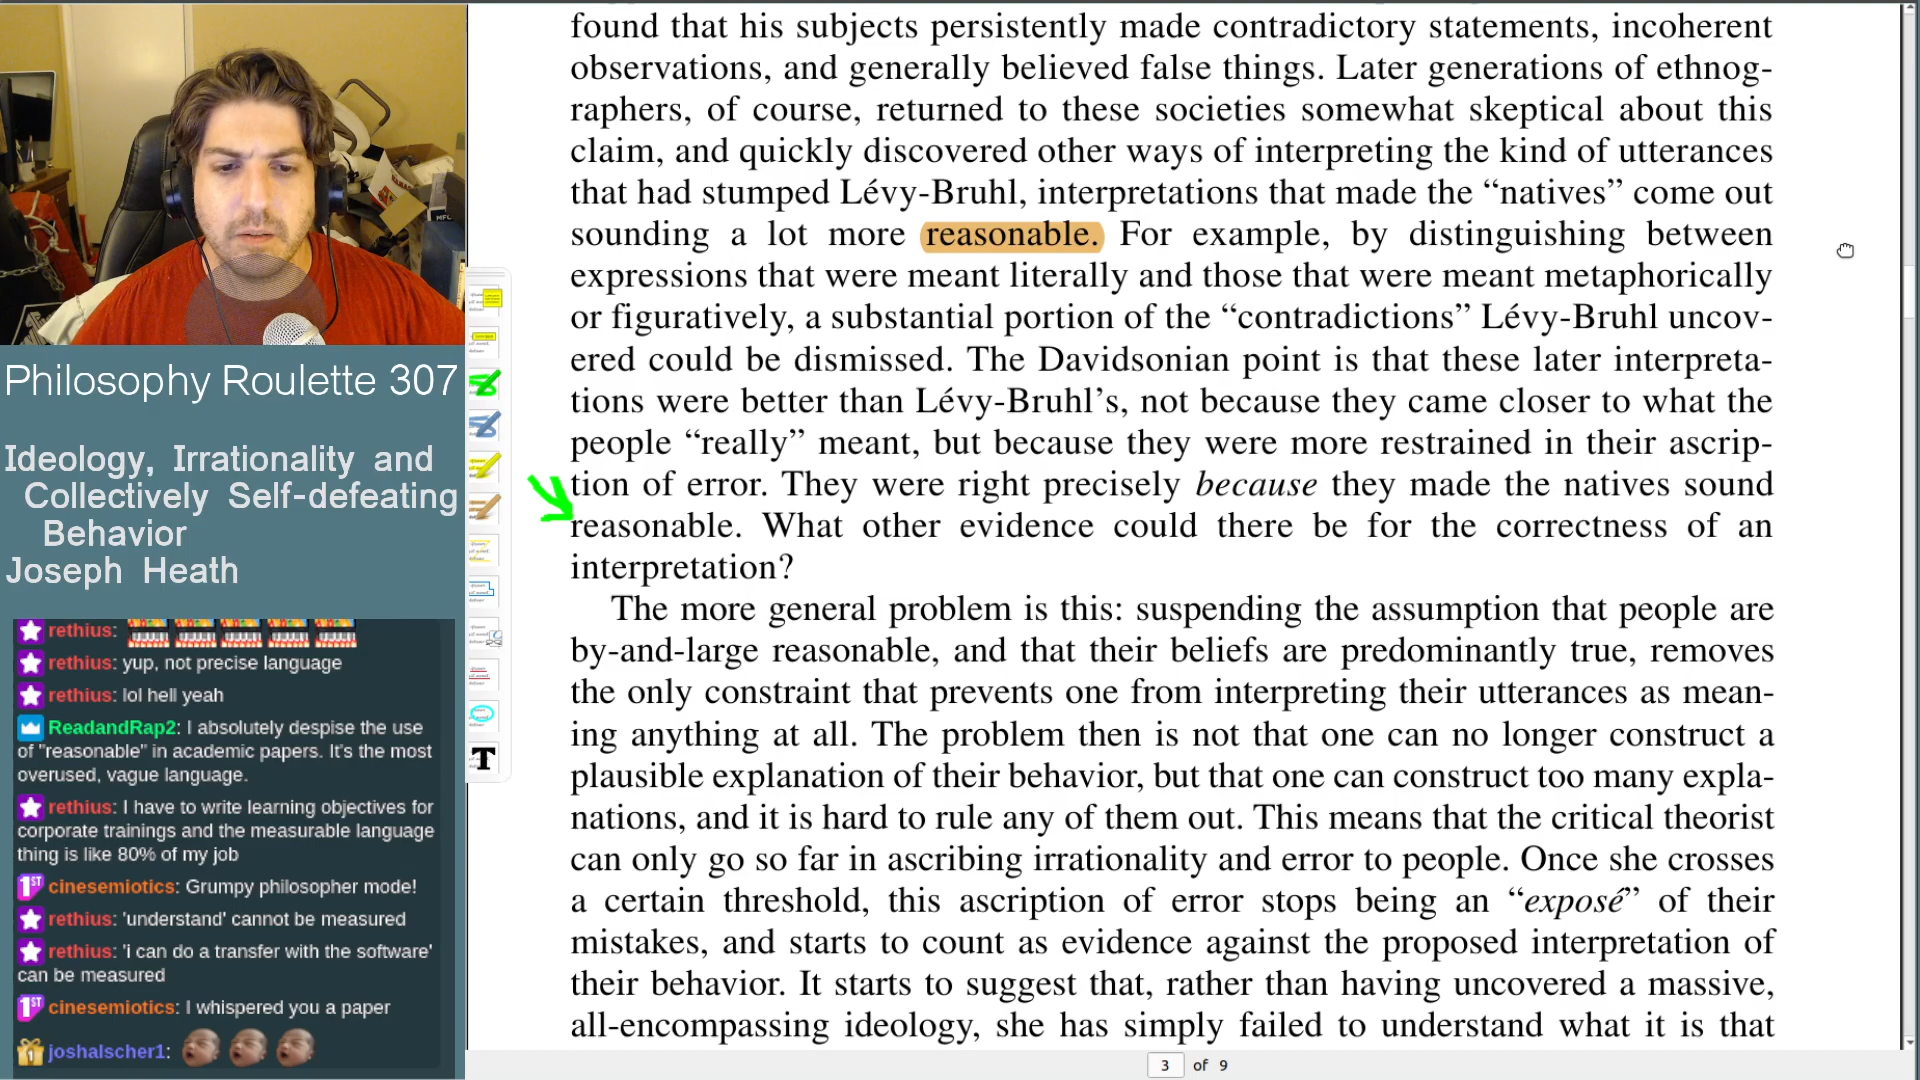 found that his subjects persistently made contradictory statements, incoherent
observations, and generally believed false things. Later generations of ethnog-
raphers, of course, returned to these societies somewhat skeptical about this
claim, and quickly discovered other ways of interpreting the kind of utterances
that had stumped Lévy-Bruhl, interpretations that made the “natives” come out
sounding a lot more reasonable. For example, by distinguishing between
expressions that were meant literally and those that were meant metaphorically
or figuratively, a substantial portion of the “contradictions” Lévy-Bruhl uncov-
ered could be dismissed. The Davidsonian point is that these later interpreta-
tions were better than Lévy-Bruhl’s, not because they came closer to what the
people “really” meant, but because they were more restrained in their ascrip-
tion of error. They were right precisely because they made the natives sound
reasonable. What other evidence could there be for the correctness of an
interpretation?
The more general problem is this: suspending the assumption that people are
by-and-large reasonable, and that their beliefs are predominantly true, removes
the only constraint that prevents one from interpreting their utterances as mean-
ing anything at all. The problem then is not that one can no longer construct a
plausible explanation of their behavior, but that one can construct too many expla-
nations, and it is hard to rule any of them out. This means that the critical theorist
can only go so far in ascribing irrationality and error to people. Once she crosses
a certain threshold, this ascription of error stops being an “exposé” of their
mistakes, and starts to count as evidence against the proposed interpretation of
their behavior. It starts to suggest that, rather than having uncovered a massive,
all-encompassing ideology, she has simply failed to understand what it is that
3 of 9
T
Philosophy Roulette 307
Ideology, Irrationality and
Collectively Self-defeating
Behavior
Joseph Heath
rethius:
rethius: yup, not precise language
rethius: lol hell yeah
ReadandRap2: I absolutely despise the use
of "reasonable" in academic papers. It's the most
overused, vague language.
rethius: I have to write learning objectives for
corporate trainings and the measurable language
thing is like 80% of my job
1ST cinesemiotics: Grumpy philosopher mode!
rethius: 'understand' cannot be measured
rethius: 'i can do a transfer with the software'
can be measured
1ST cinesemiotics: I whispered you a paper
1 joshalscher1: